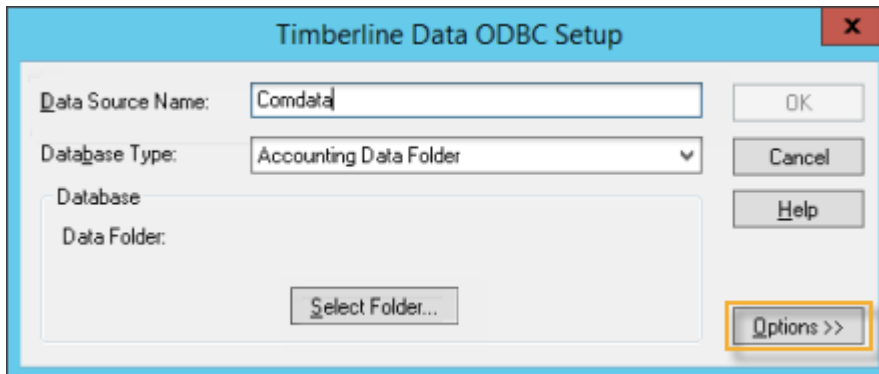 Timberline Data ODBC Setup
x
Data Source Name: Comdata OK
Database Type: Accounting Data Folder Cancel
Database
Help
Data Folder:
Select Folder...
Options >>